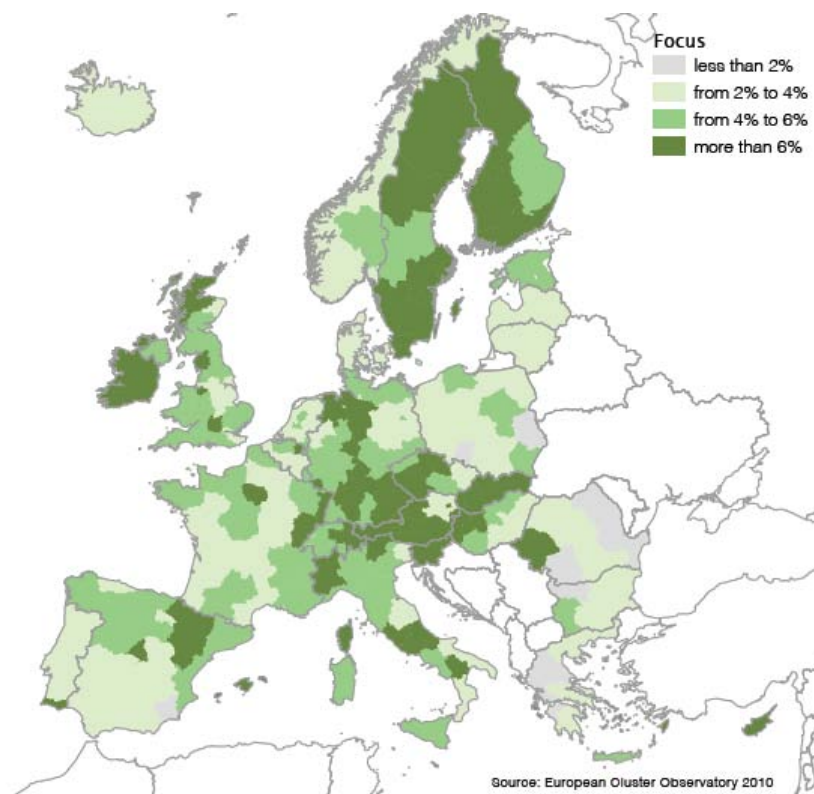 Focus
less than 2%
from 2% to 4%
from 4% to 6%
more than 6%
Source: European Cluster Observatory 2010